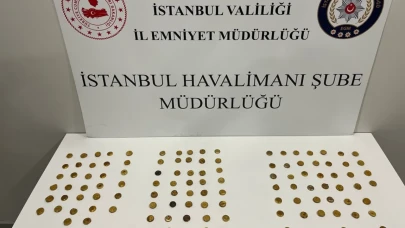 İSTANBUL VALİLİĞİ
İL EMNİYET MÜDÜRLÜĞÜ
İSTANBUL HAVALİMANI ŞUBE
MÜDÜRLÜĞÜ